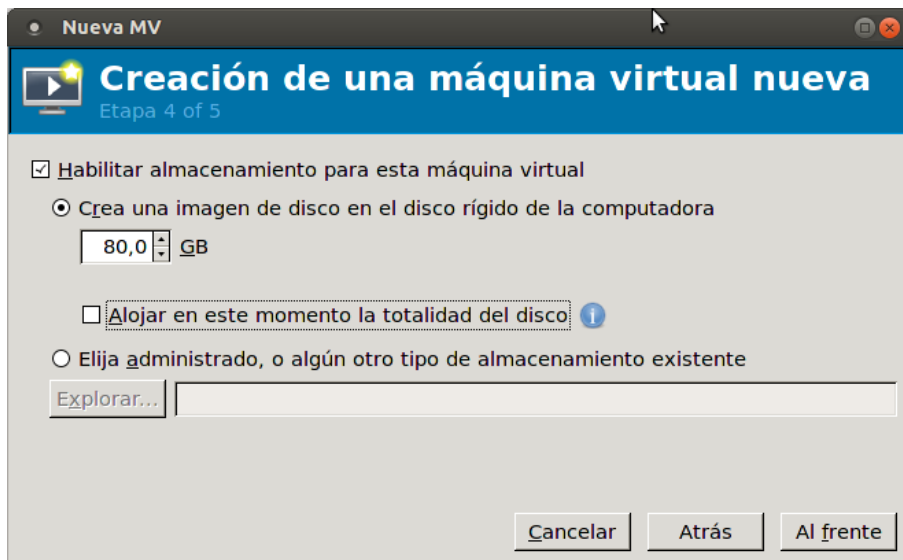 Nueva MV
Creación de una máquina virtual nueva
Etapa 4 of 5
Habilitar almacenamiento para esta máquina virtual
Crea una imagen de disco en el disco rígido de la computadora
80,0 GB
Alojar en este momento la totalidad del disco
Elija administrado, o algún otro tipo de almacenamiento existente
Explorar...
Cancelar Atrás Al frente